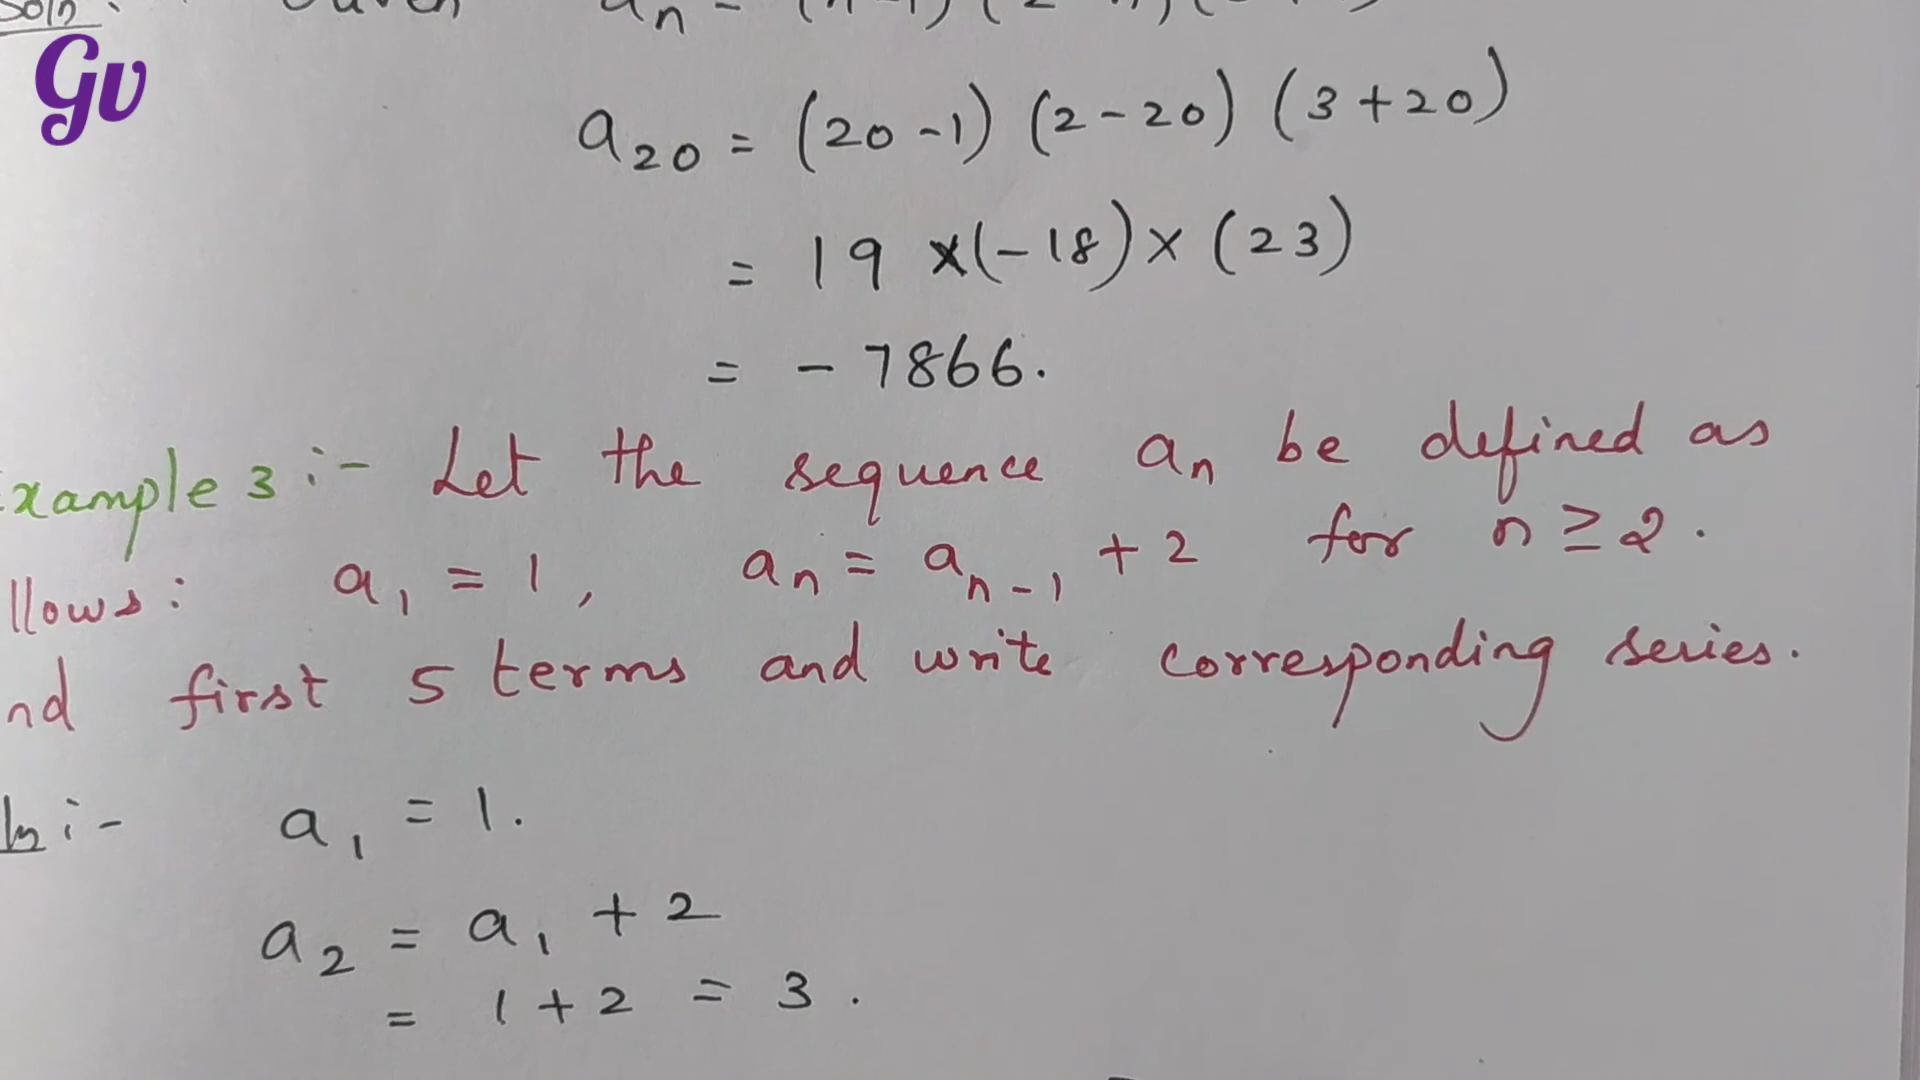 Soln:
Gv
a₂₀ = (20-1) (2-20) (3+20)
= 19 ×(-18) × (23)
= -7866.
xample 3 :- Let the sequence aₙ be defined as
llows: a₁ = 1, aₙ = aₙ₋₁ + 2 for n ≥ 2.
nd first 5 terms and write corresponding series.
ln :- a₁ = 1.
a₂ = a₁ + 2
= 1 + 2 = 3.